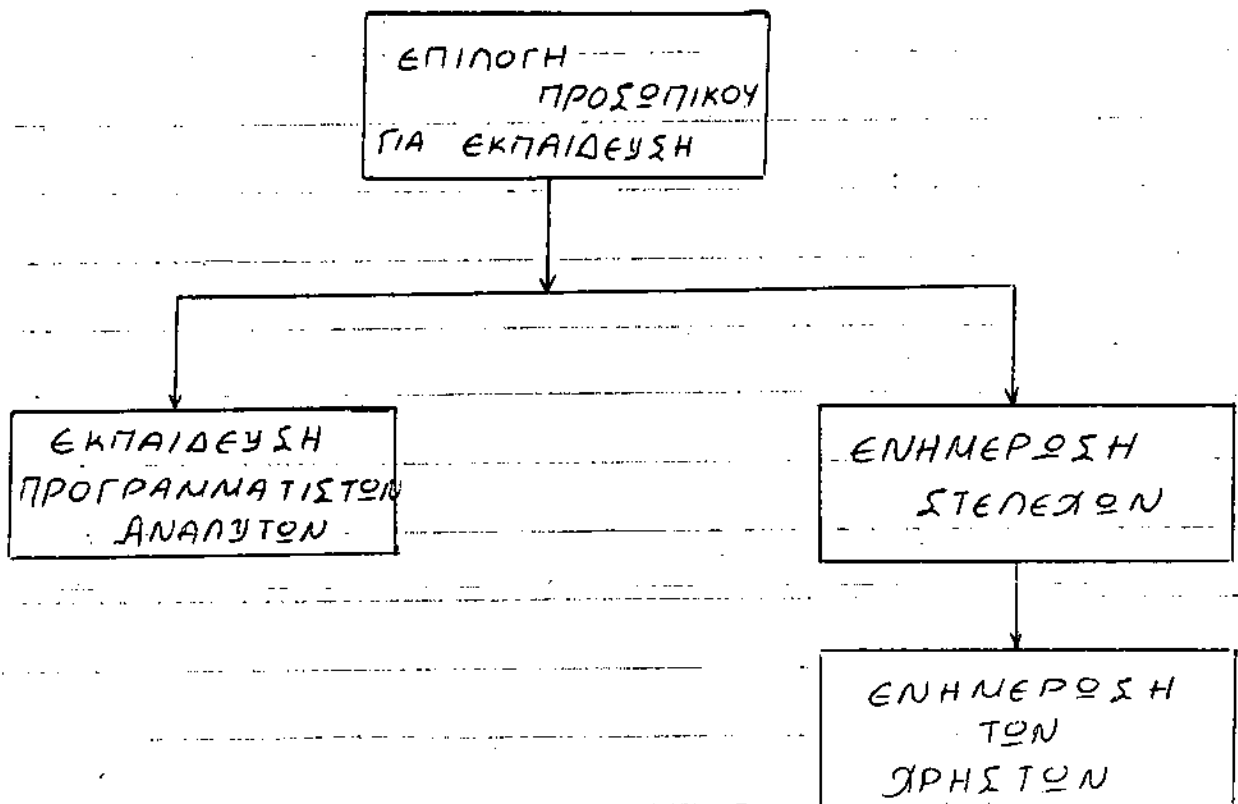 ΕΠΙΛΟΓΗ
ΠΡΟΣΩΠΙΚΟΥ
ΓΙΑ ΕΚΠΑΙΔΕΥΣΗ
ΕΚΠΑΙΔΕΥΣΗ
ΠΡΟΓΡΑΜΜΑΤΙΣΤΩΝ
ΑΝΑΛΥΤΩΝ
ΕΝΗΜΕΡΩΣΗ
ΣΤΕΛΕΧΩΝ
ΕΝΗΜΕΡΩΣΗ
ΤΩΝ
ΧΡΗΣΤΩΝ